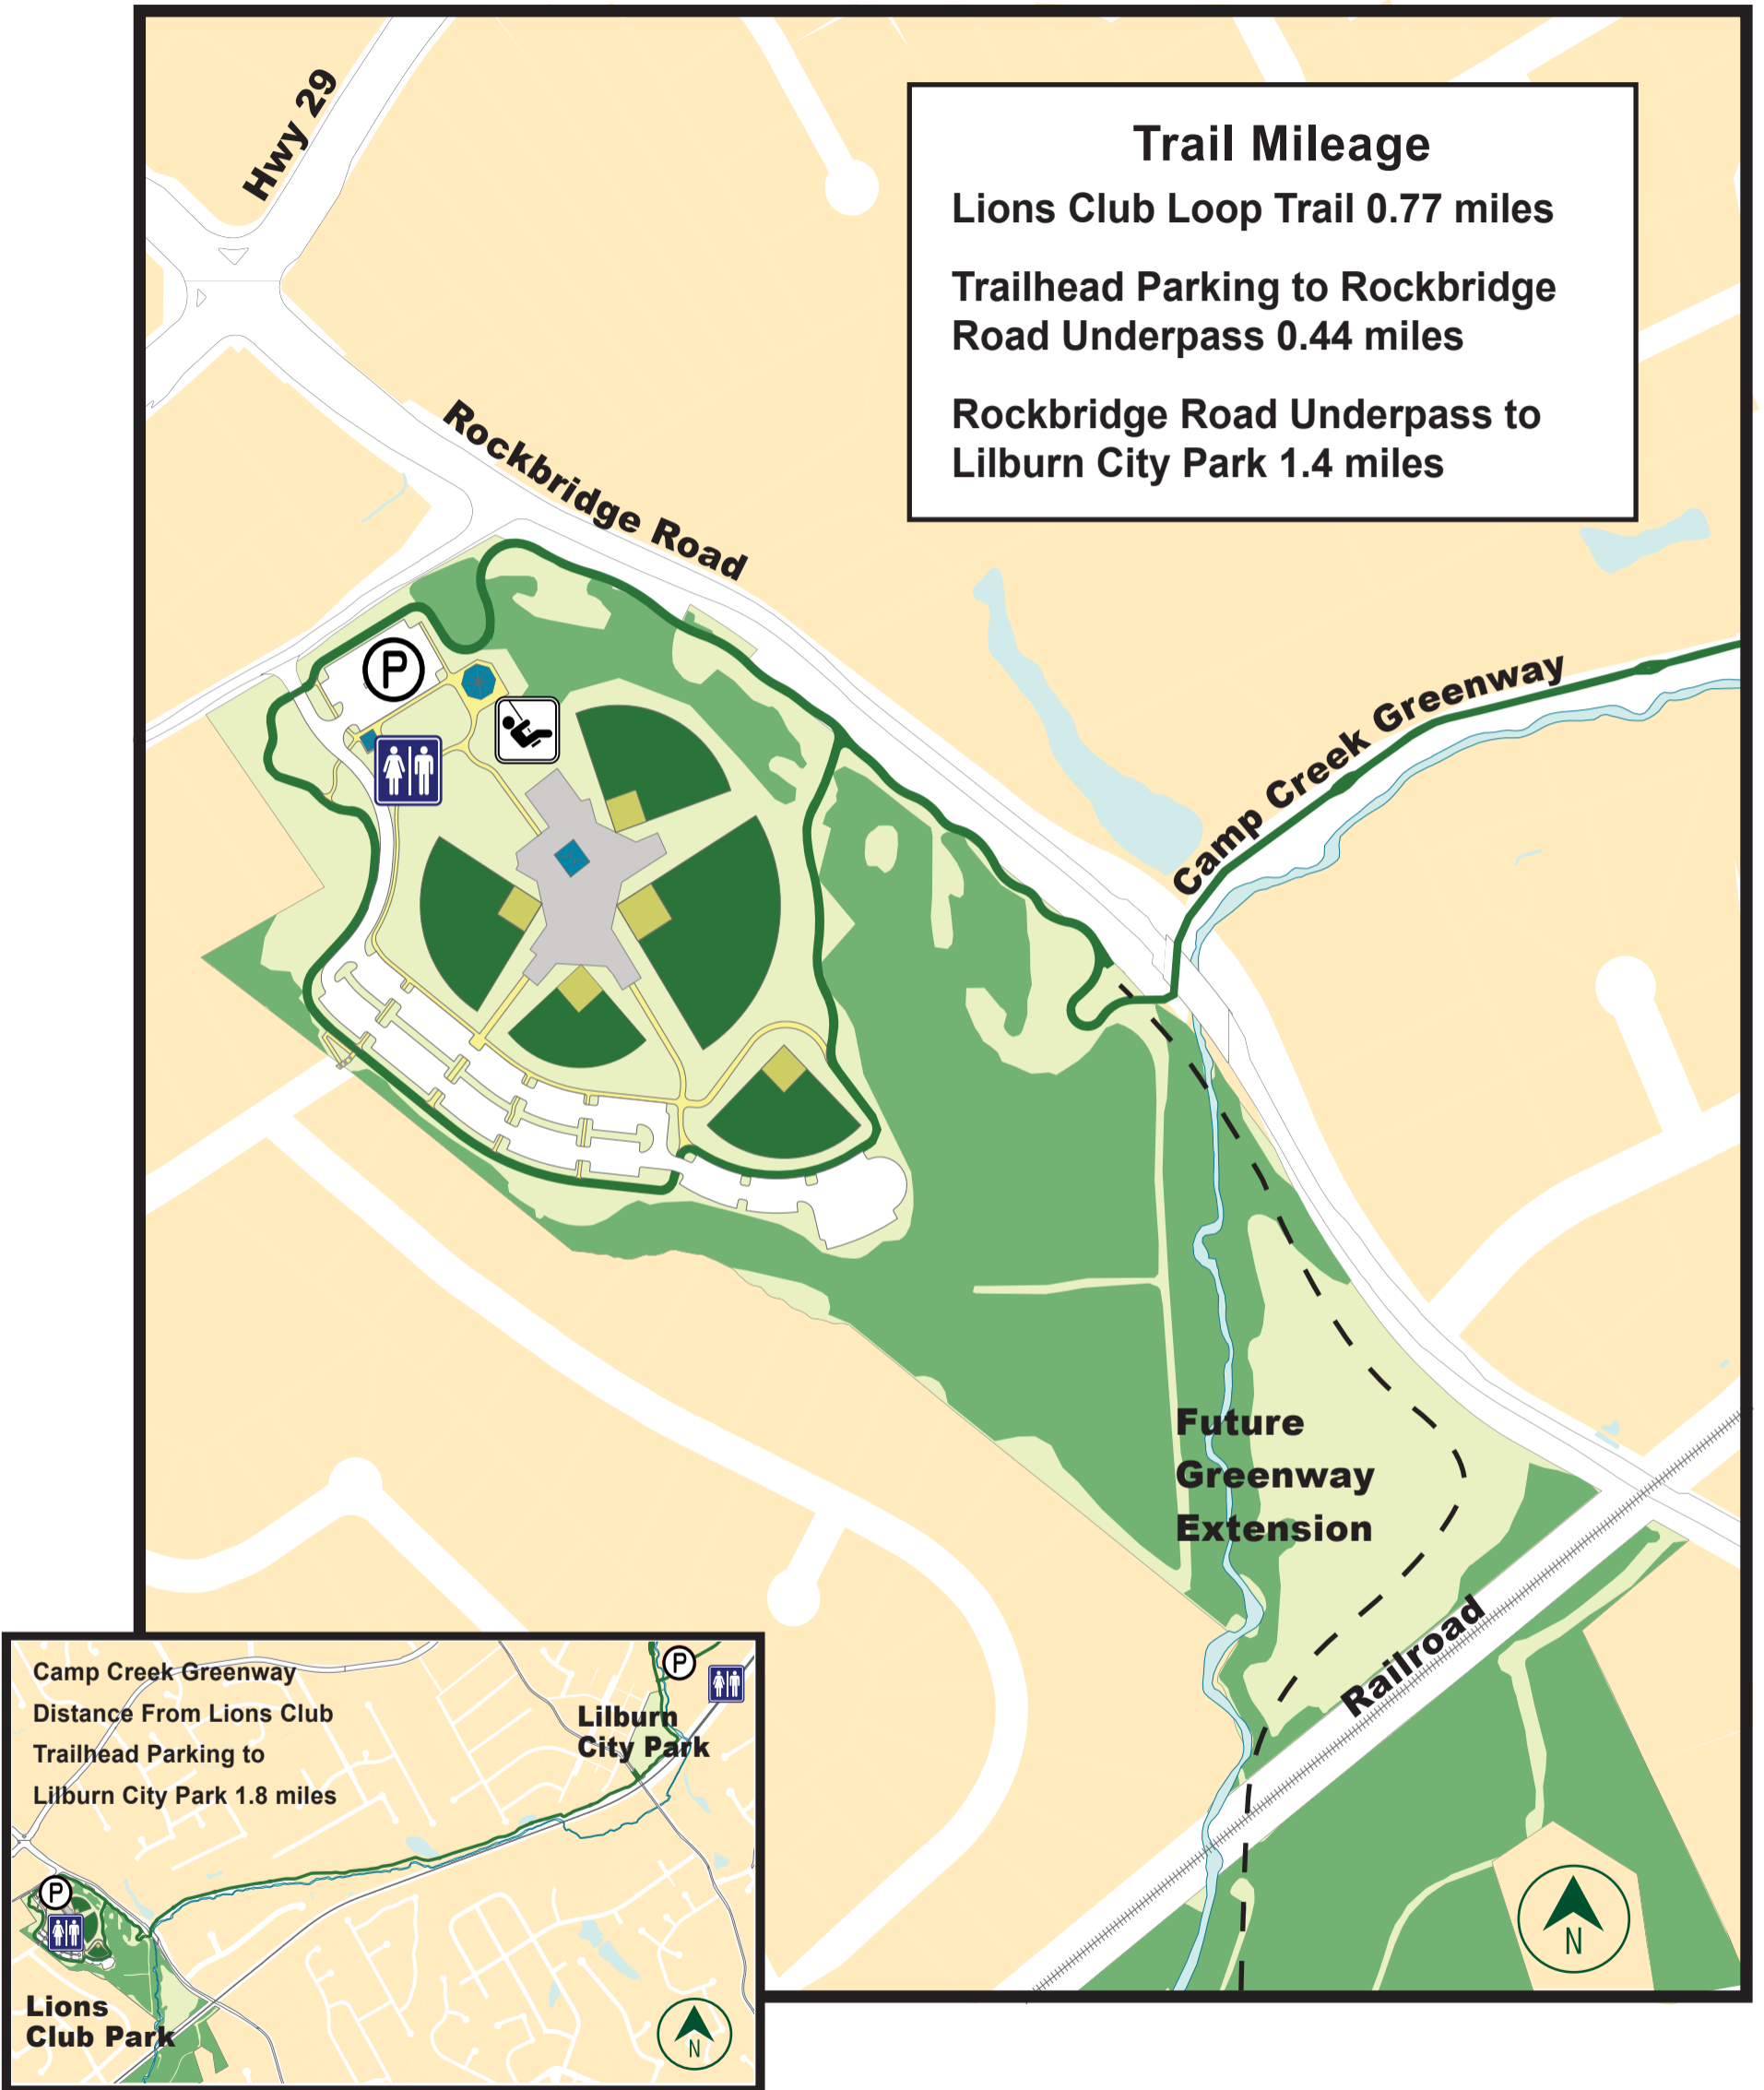 Hwy 29
Trail Mileage
Lions Club Loop Trail 0.77 miles
Trailhead Parking to Rockbridge
Road Underpass 0.44 miles
Rockbridge Road Underpass to
Lilburn City Park 1.4 miles
Rockbridge Road
P
Camp Creek Greenway
Future
Greenway
Extension
Railroad
N
Camp Creek Greenway
Distance From Lions Club
Trailhead Parking to
Lilburn City Park 1.8 miles
P
Lilburn
City Park
P
Lions
Club Park
N